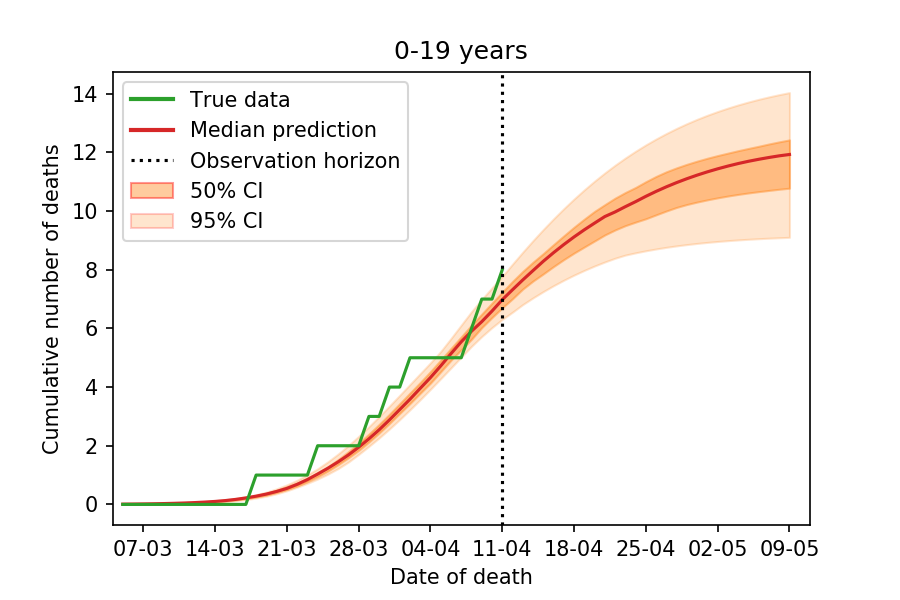 0-19 years
True data
Median prediction
Observation horizon
50% CI
95% CI
Cumulative number of deaths
14
12
10
8
6
4
2
0
07-03 14-03 21-03 28-03 04-04 11-04 18-04 25-04 02-05 09-05
Date of death